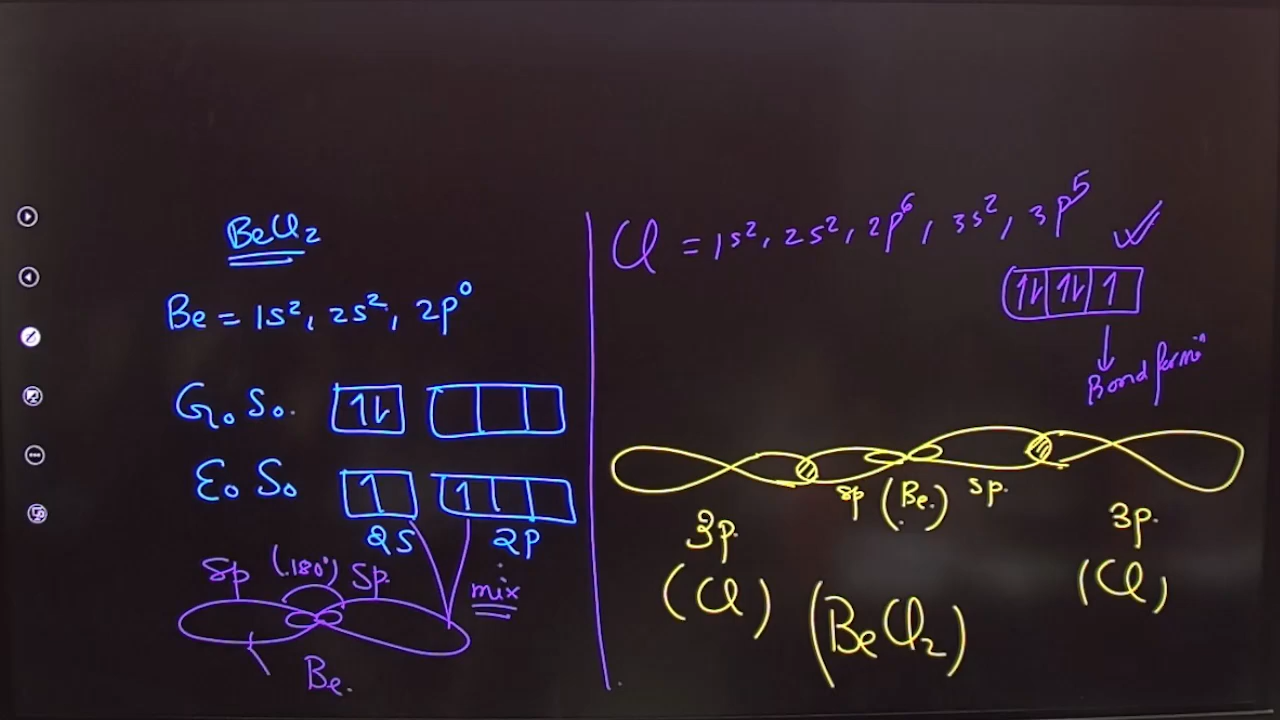 BeCl₂
Be = 1s², 2s², 2p⁰
G.S. ⥮
E.S. ↑ ↑
2s 2p
sp (180°) sp.
mix
Be.
Cl = 1s², 2s², 2p⁶, 3s², 3p⁵
⥮ ⥮ ↑
↓
Bond
sp (Be.) sp.
3p. 3p.
(Cl) (Cl)
(BeCl₂)